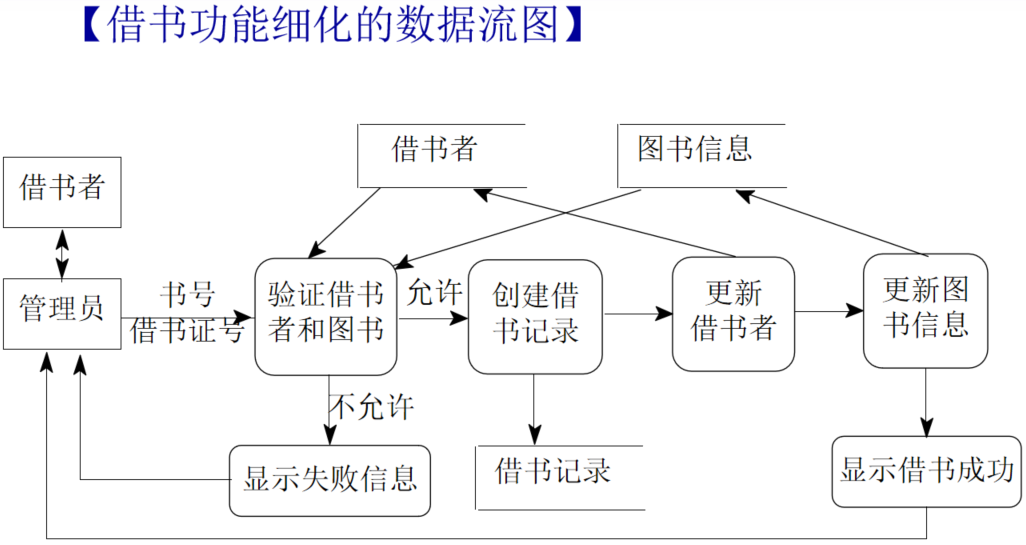 【借书功能细化的数据流图】
借书者
图书信息
借书者
管理员
书号
借书证号
验证借书
者和图书
允许
创建借
书记录
更新
借书者
更新图
书信息
不允许
显示失败信息
借书记录
显示借书成功